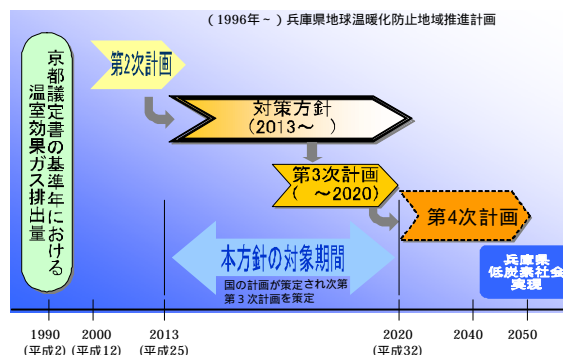 (1996年～)兵庫県地球温暖化防止地域推進計画
京都議定書の基準年における
温室効果ガス排出量
第2次計画
対策方針
(2013～　)
第3次計画
(　～2020)
第4次計画
本方針の対象期間
国の計画が策定され次第
第３次計画を策定
兵庫県
低炭素社会
実現
1990 2000 2013 2020 2040 2050
(平成2) (平成12) (平成25) (平成32)